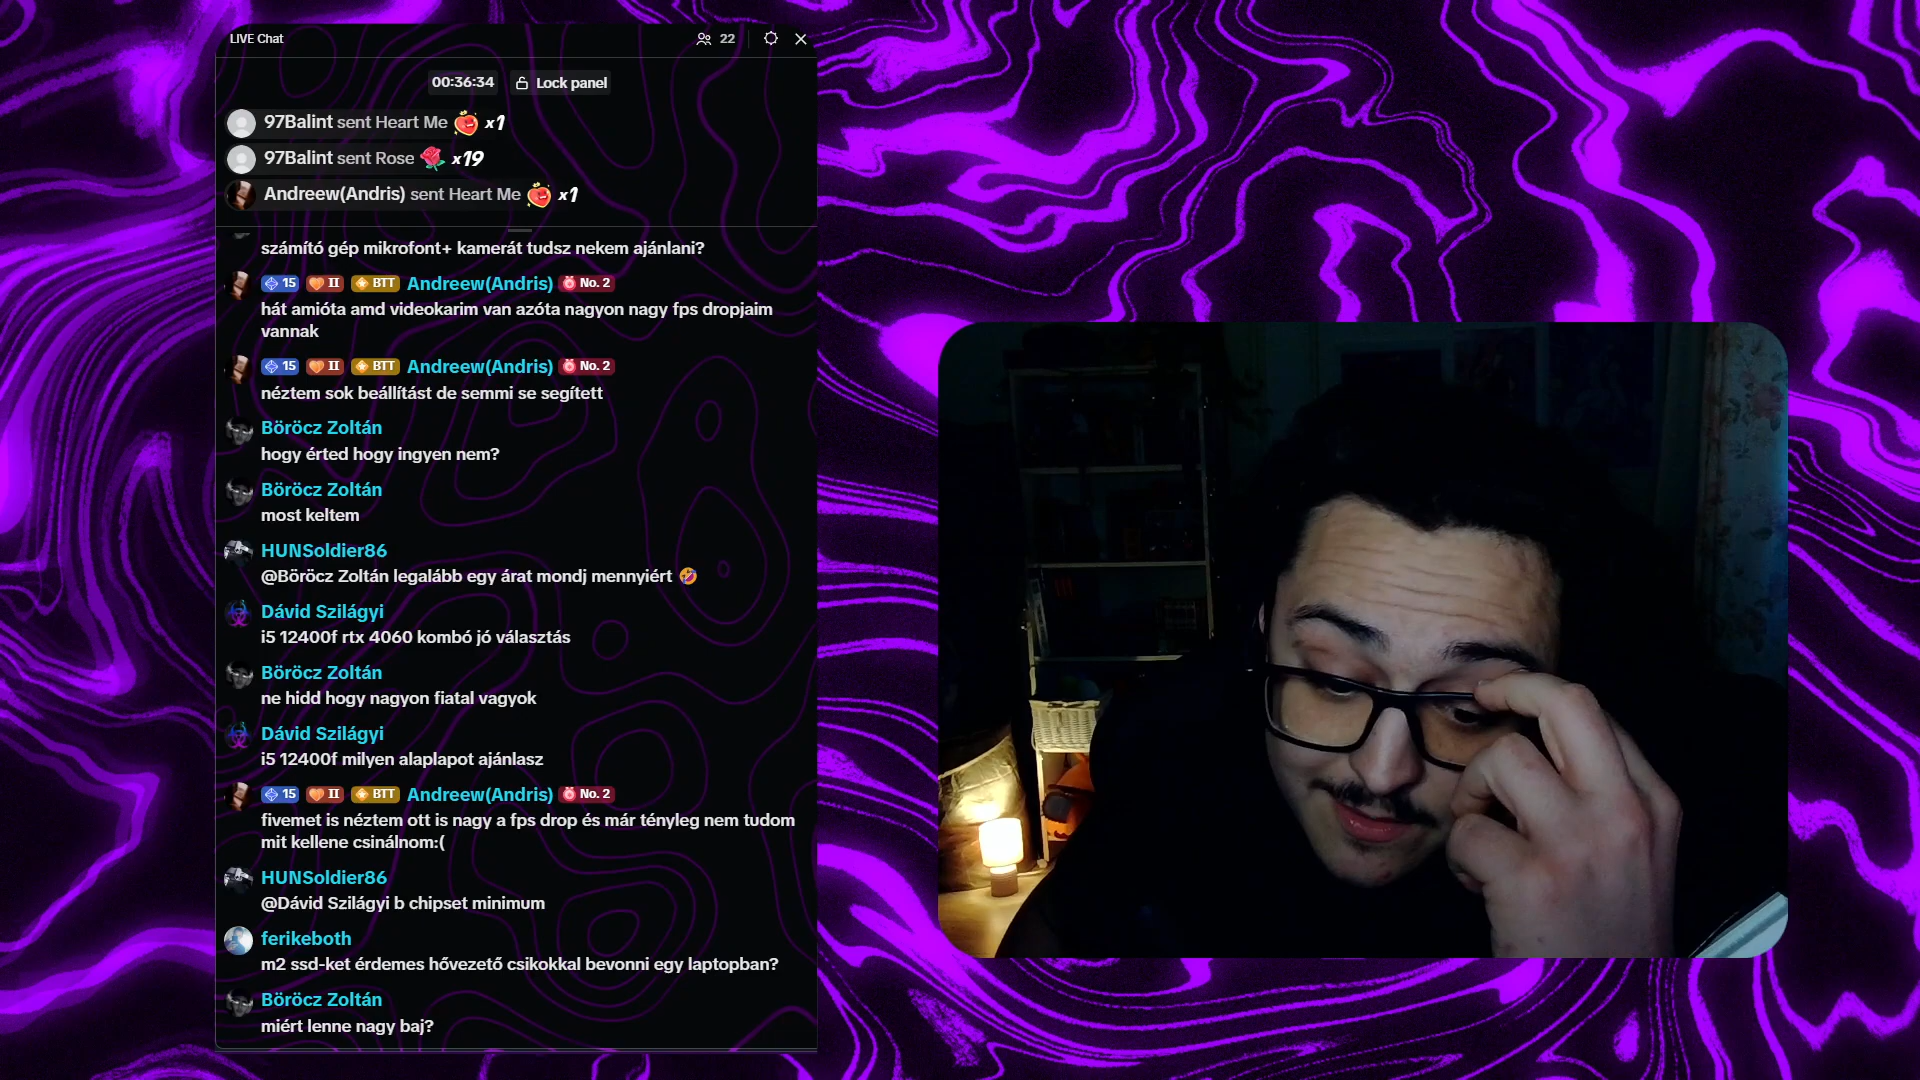 LIVE Chat
22
00:36:34
Lock panel
97Balint sent Heart Me x1
97Balint sent Rose x19
Andreew(Andris) sent Heart Me x1
számító gép mikrofont+ kamerát tudsz nekem ajánlani?
15 II BTT Andreew(Andris) No. 2
hát amióta amd videokarim van azóta nagyon nagy fps dropjaim
vannak
15 II BTT Andreew(Andris) No. 2
néztem sok beállítást de semmi se segített
Böröcz Zoltán
hogy érted hogy ingyen nem?
Böröcz Zoltán
most keltem
HUNSoldier86
@Böröcz Zoltán legalább egy árat mondj mennyiért 🤣
Dávid Szilágyi
i5 12400f rtx 4060 kombó jó választás
Böröcz Zoltán
ne hidd hogy nagyon fiatal vagyok
Dávid Szilágyi
i5 12400f milyen alaplapot ajánlasz
15 II BTT Andreew(Andris) No. 2
fivemet is néztem ott is nagy a fps drop és már tényleg nem tudom
mit kellene csinálnom:(
HUNSoldier86
@Dávid Szilágyi b chipset minimum
ferikeboth
m2 ssd-ket érdemes hővezető csikokkal bevonni egy laptopban?
Böröcz Zoltán
miért lenne nagy baj?